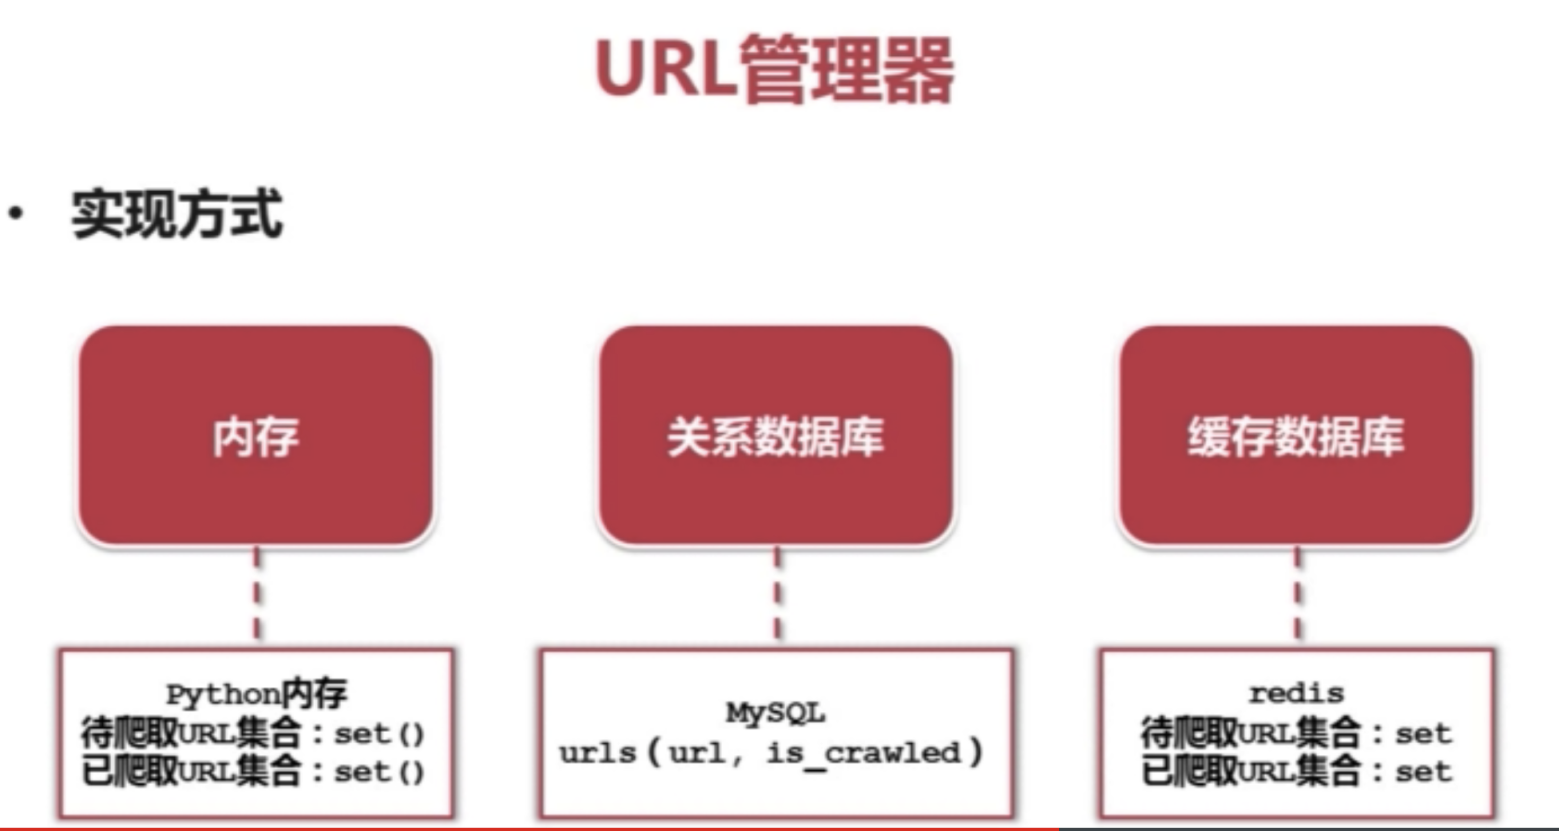 URL管理器
• 实现方式
内存
关系数据库
缓存数据库
Python内存
待爬取URL集合：set()
已爬取URL集合：set()
MySQL
urls(url, is_crawled)
redis
待爬取URL集合：set
已爬取URL集合：set